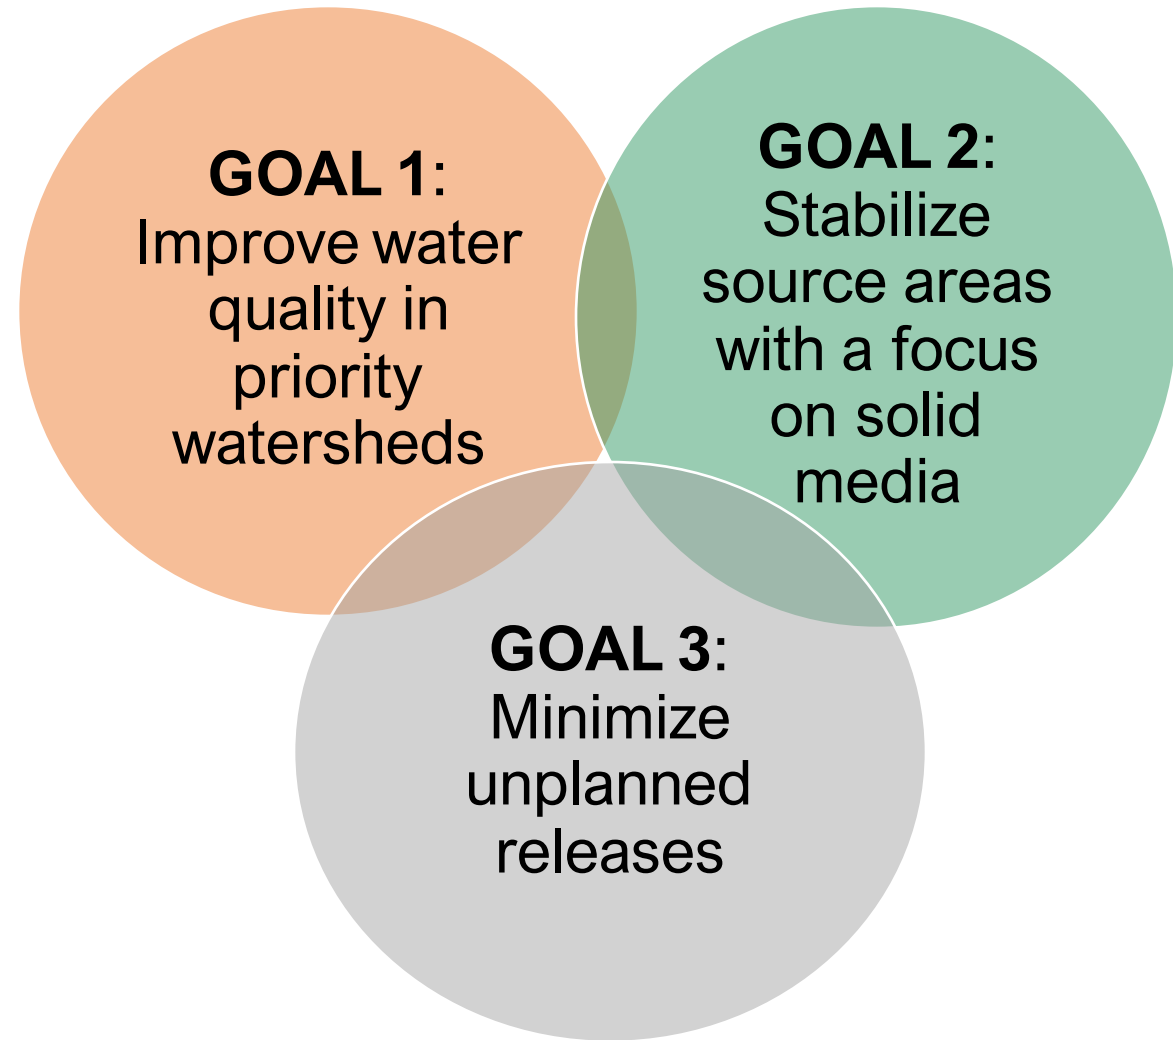 GOAL 1:
Improve water
quality in
priority
watersheds
GOAL 2:
Stabilize
source areas
with a focus
on solid
media
GOAL 3:
Minimize
unplanned
releases